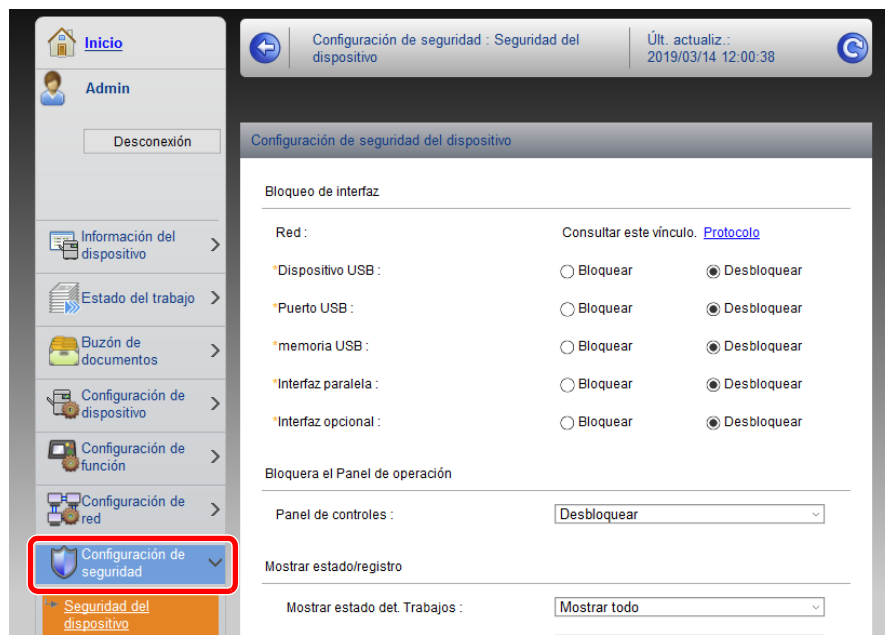 Inicio
Admin
Desconexión
Información del
dispositivo
Estado del trabajo
Buzón de
documentos
Configuración de
dispositivo
Configuración de
función
Configuración de
red
Configuración de
seguridad
Seguridad del
dispositivo
Configuración de seguridad : Seguridad del
dispositivo
Últ. actualiz.:
2019/03/14 12:00:38
Configuración de seguridad del dispositivo
Bloqueo de interfaz
Red : Consultar este vínculo. Protocolo
*Dispositivo USB : Bloquear Desbloquear
*Puerto USB : Bloquear Desbloquear
*memoria USB : Bloquear Desbloquear
*Interfaz paralela : Bloquear Desbloquear
*Interfaz opcional : Bloquear Desbloquear
Bloquera el Panel de operación
Panel de controles : Desbloquear
Mostrar estado/registro
Mostrar estado det. Trabajos : Mostrar todo